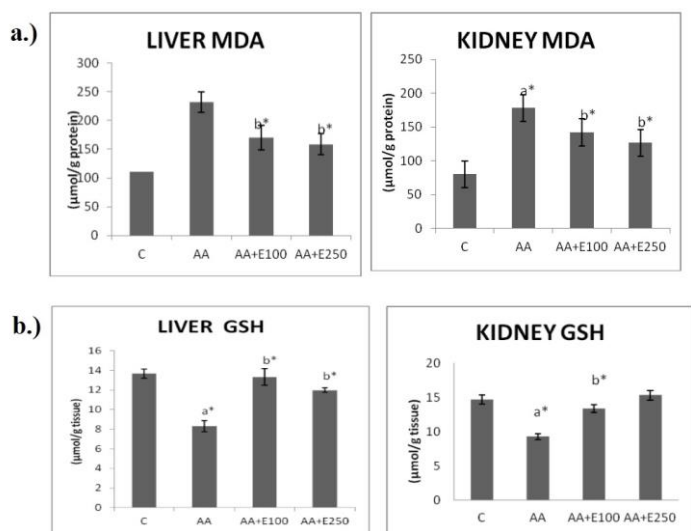 a.)
LIVER MDA
(µmol/g protein)
300
250
200
150
100
50
0
b*
b*
C AA AA+E100 AA+E250
KIDNEY MDA
(µmol/g protein)
250
200
150
100
50
0
a*
b*
b*
C AA AA+E100 AA+E250
b.)
LIVER GSH
(µmol/g tissue)
16
14
12
10
8
6
4
2
0
a*
b*
b*
C AA AA+E100 AA+E250
KIDNEY GSH
(µmol/g tissue)
20
15
10
5
0
a*
b*
C AA AA+E100 AA+E250